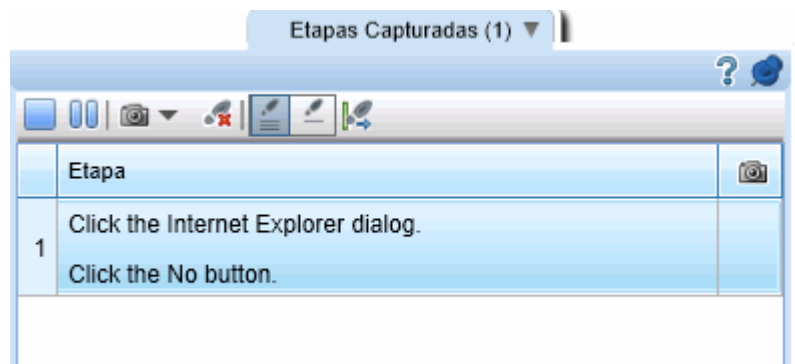 Etapas Capturadas (1)
?
Etapa
1
Click the Internet Explorer dialog.
Click the No button.